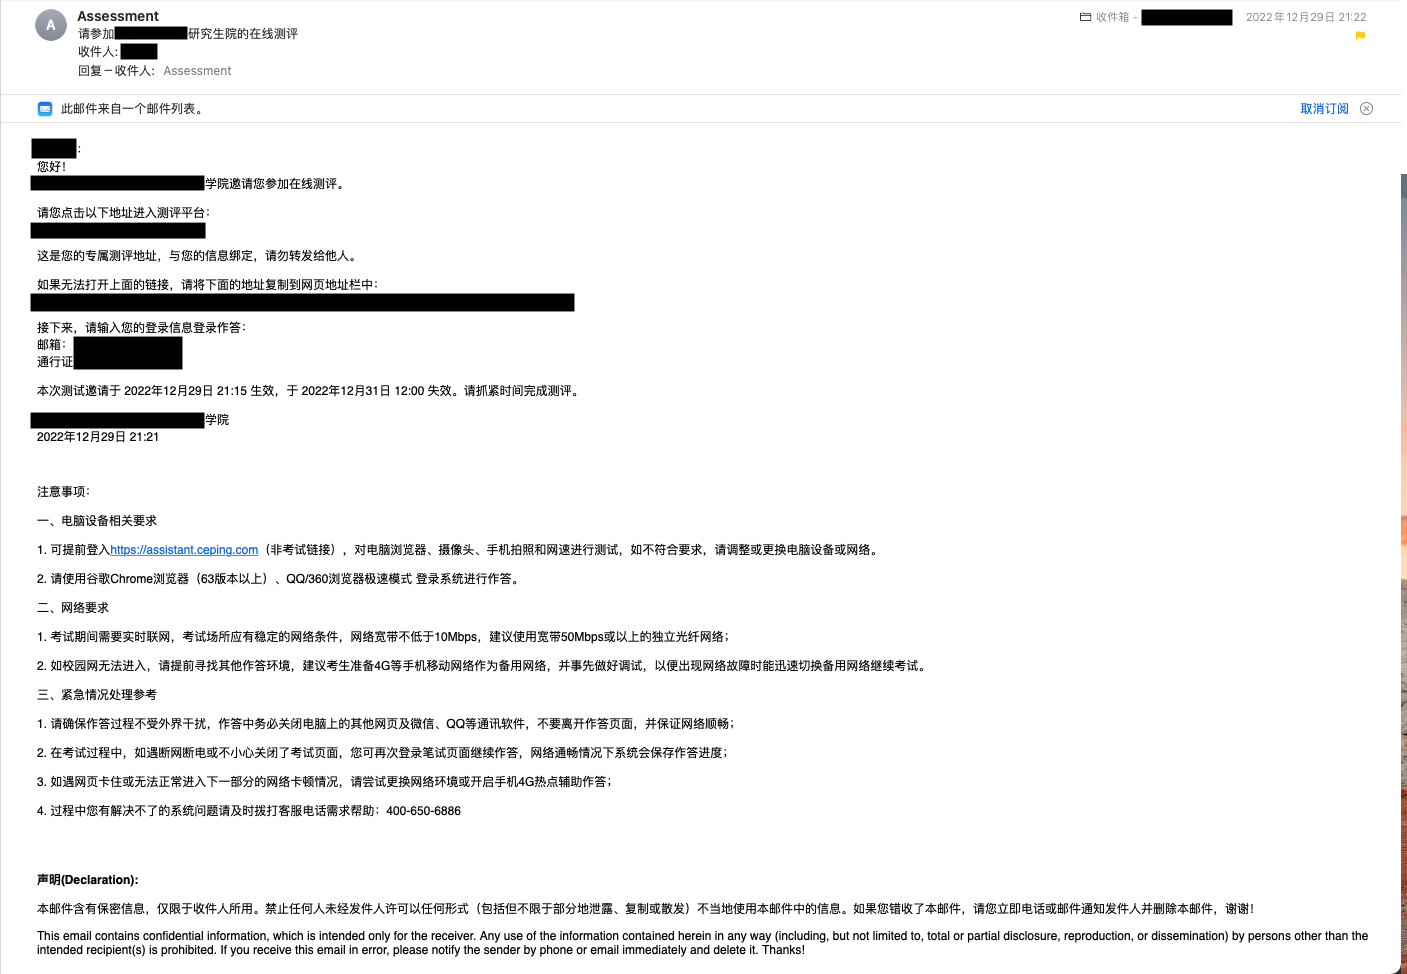 A
Assessment
收件箱 - 2022年12月29日 21:22
请参加研究生院的在线测评
收件人:
回复－收件人： Assessment
此邮件来自一个邮件列表。
取消订阅
:
您好！
学院邀请您参加在线测评。
请您点击以下地址进入测评平台：
这是您的专属测评地址，与您的信息绑定，请勿转发给他人。
如果无法打开上面的链接，请将下面的地址复制到网页地址栏中：
接下来，请输入您的登录信息登录作答：
邮箱：
通行证
本次测试邀请于 2022年12月29日 21:15 生效，于 2022年12月31日 12:00 失效。请抓紧时间完成测评。
学院
2022年12月29日 21:21
注意事项：
一、电脑设备相关要求
1. 可提前登入https://assistant.ceping.com（非考试链接），对电脑浏览器、摄像头、手机拍照和网速进行测试，如不符合要求，请调整或更换电脑设备或网络。
2. 请使用谷歌Chrome浏览器（63版本以上）、QQ/360浏览器极速模式 登录系统进行作答。
二、网络要求
1. 考试期间需要实时联网，考试场所应有稳定的网络条件，网络宽带不低于10Mbps，建议使用宽带50Mbps或以上的独立光纤网络；
2. 如校园网无法进入，请提前寻找其他作答环境，建议考生准备4G等手机移动网络作为备用网络，并事先做好调试，以便出现网络故障时能迅速切换备用网络继续考试。
三、紧急情况处理参考
1. 请确保作答过程不受外界干扰，作答中务必关闭电脑上的其他网页及微信、QQ等通讯软件，不要离开作答页面，并保证网络顺畅；
2. 在考试过程中，如遇断网断电或不小心关闭了考试页面，您可再次登录笔试页面继续作答，网络通畅情况下系统会保存作答进度；
3. 如遇网页卡住或无法正常进入下一部分的网络卡顿情况，请尝试更换网络环境或开启手机4G热点辅助作答；
4. 过程中您有解决不了的系统问题请及时拨打客服电话需求帮助：400-650-6886
声明(Declaration):
本邮件含有保密信息，仅限于收件人所用。禁止任何人未经发件人许可以任何形式（包括但不限于部分地泄露、复制或散发）不当地使用本邮件中的信息。如果您错收了本邮件，请您立即电话或邮件通知发件人并删除本邮件，谢谢！
This email contains confidential information, which is intended only for the receiver. Any use of the information contained herein in any way (including, but not limited to, total or partial disclosure, reproduction, or dissemination) by persons other than the
intended recipient(s) is prohibited. If you receive this email in error, please notify the sender by phone or email immediately and delete it. Thanks!